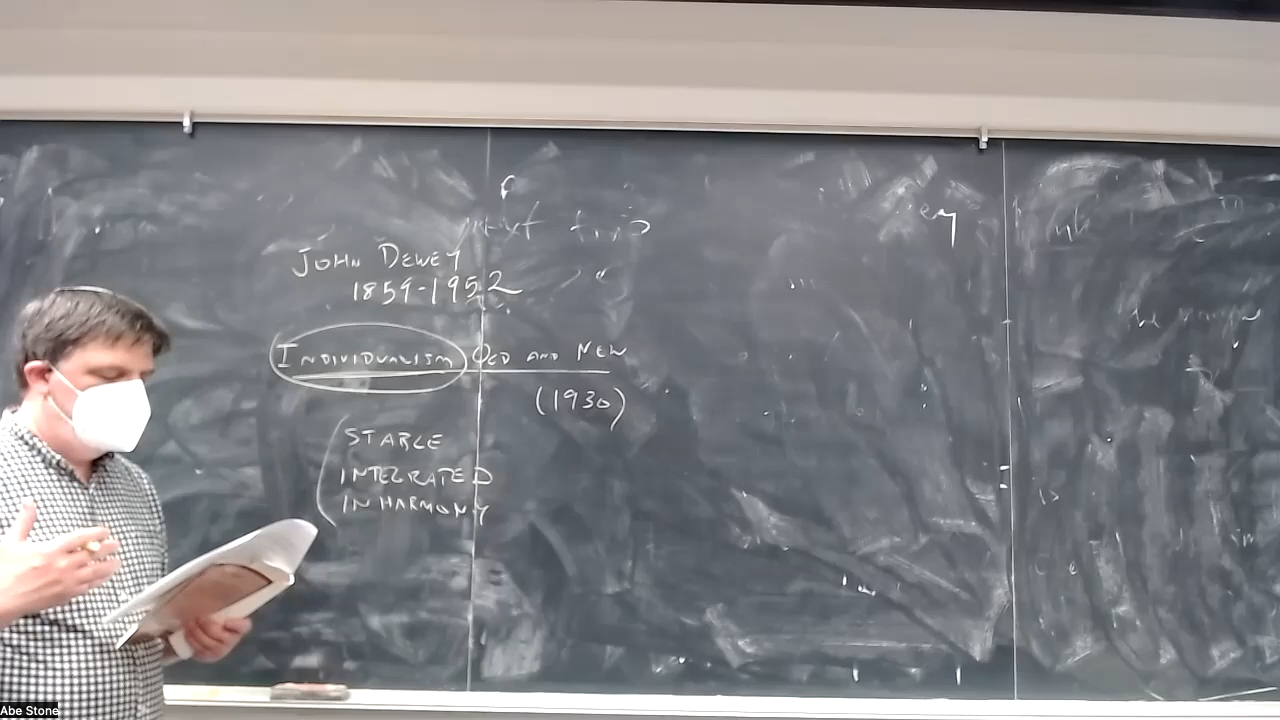 JOHN DEWEY
1859-1952
INDIVIDUALISM OLD AND NEW
(1930)
STABLE
INTEGRATED
IN HARMONY
Abe Stone